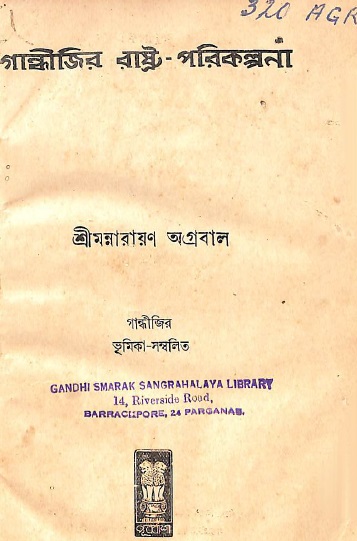 320 AGR
গান্ধীজির রাষ্ট্র-পরিকল্পনা
শ্রীমন্নারায়ণ অগ্রবাল
গান্ধীজির
ভূমিকা-সম্বলিত
GANDHI SMARAK SANGRAHALAYA LIBRARY
14, Riverside Road,
BARRACKPORE, 24 PARGANAS.